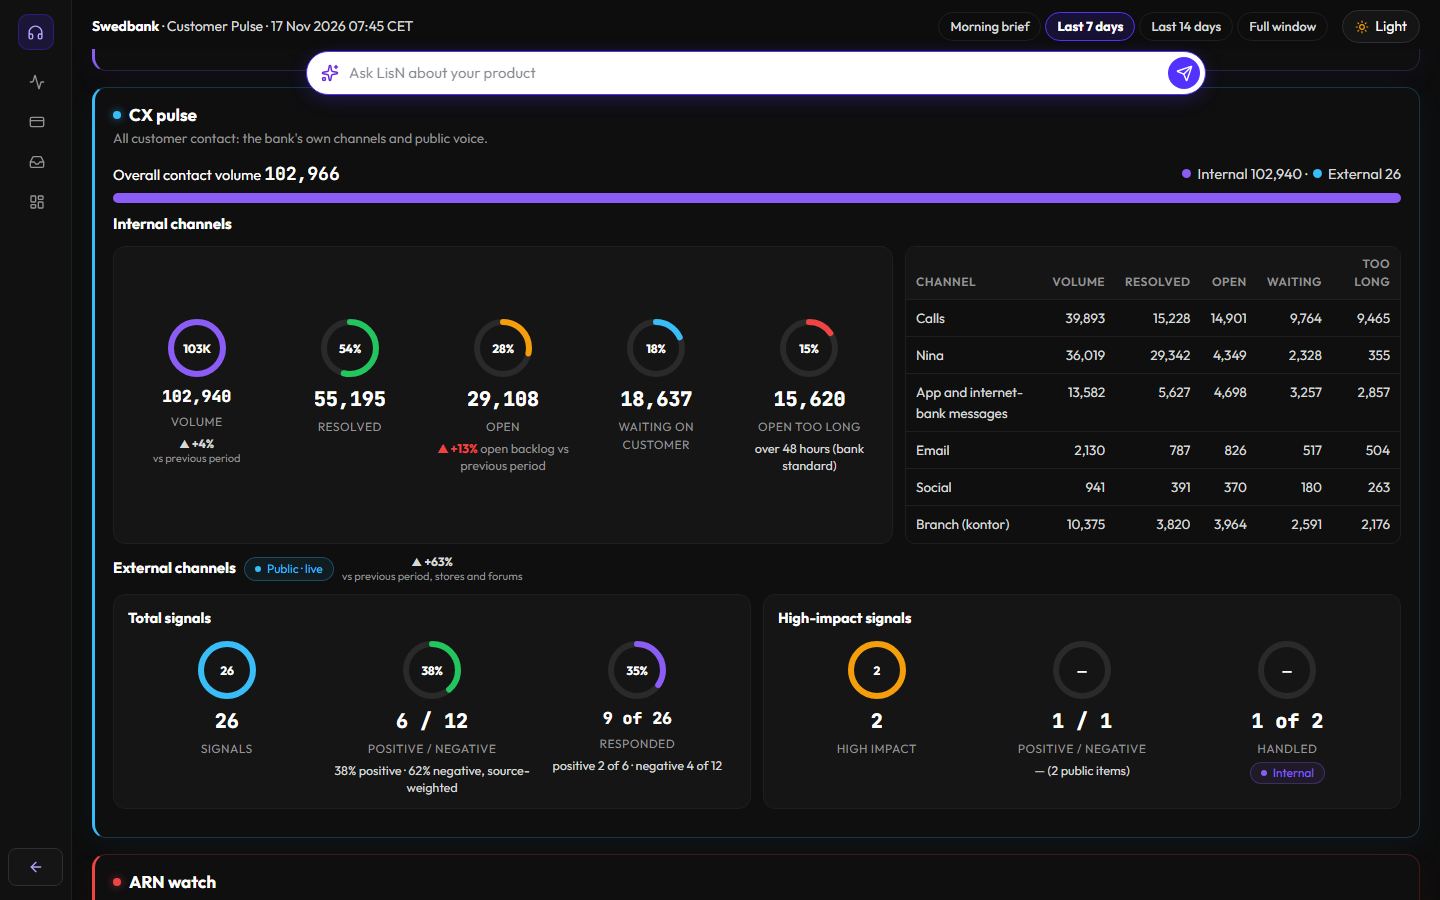 Swedbank · Customer Pulse · 17 Nov 2026 07:45 CET
Morning brief
Last 7 days
Last 14 days
Full window
Light
Ask LisN about your product
CX pulse
All customer contact: the bank's own channels and public voice.
Overall contact volume 102,966
Internal 102,940 · External 26
Internal channels
103K
102,940
VOLUME
▲ +4%
vs previous period
54%
55,195
RESOLVED
28%
29,108
OPEN
▲ +13% open backlog vs
previous period
18%
18,637
WAITING ON
CUSTOMER
15%
15,620
OPEN TOO LONG
over 48 hours (bank
standard)
CHANNEL VOLUME RESOLVED OPEN WAITING TOO LONG
Calls 39,893 15,228 14,901 9,764 9,465
Nina 36,019 29,342 4,349 2,328 355
App and internet-
bank messages 13,582 5,627 4,698 3,257 2,857
Email 2,130 787 826 517 504
Social 941 391 370 180 263
Branch (kontor) 10,375 3,820 3,964 2,591 2,176
External channels
Public · live
▲ +63%
vs previous period, stores and forums
Total signals
26
26
SIGNALS
38%
6 / 12
POSITIVE / NEGATIVE
38% positive · 62% negative, source-
weighted
35%
9 of 26
RESPONDED
positive 2 of 6 · negative 4 of 12
High-impact signals
2
2
HIGH IMPACT
–
1 / 1
POSITIVE / NEGATIVE
— (2 public items)
–
1 of 2
HANDLED
Internal
ARN watch